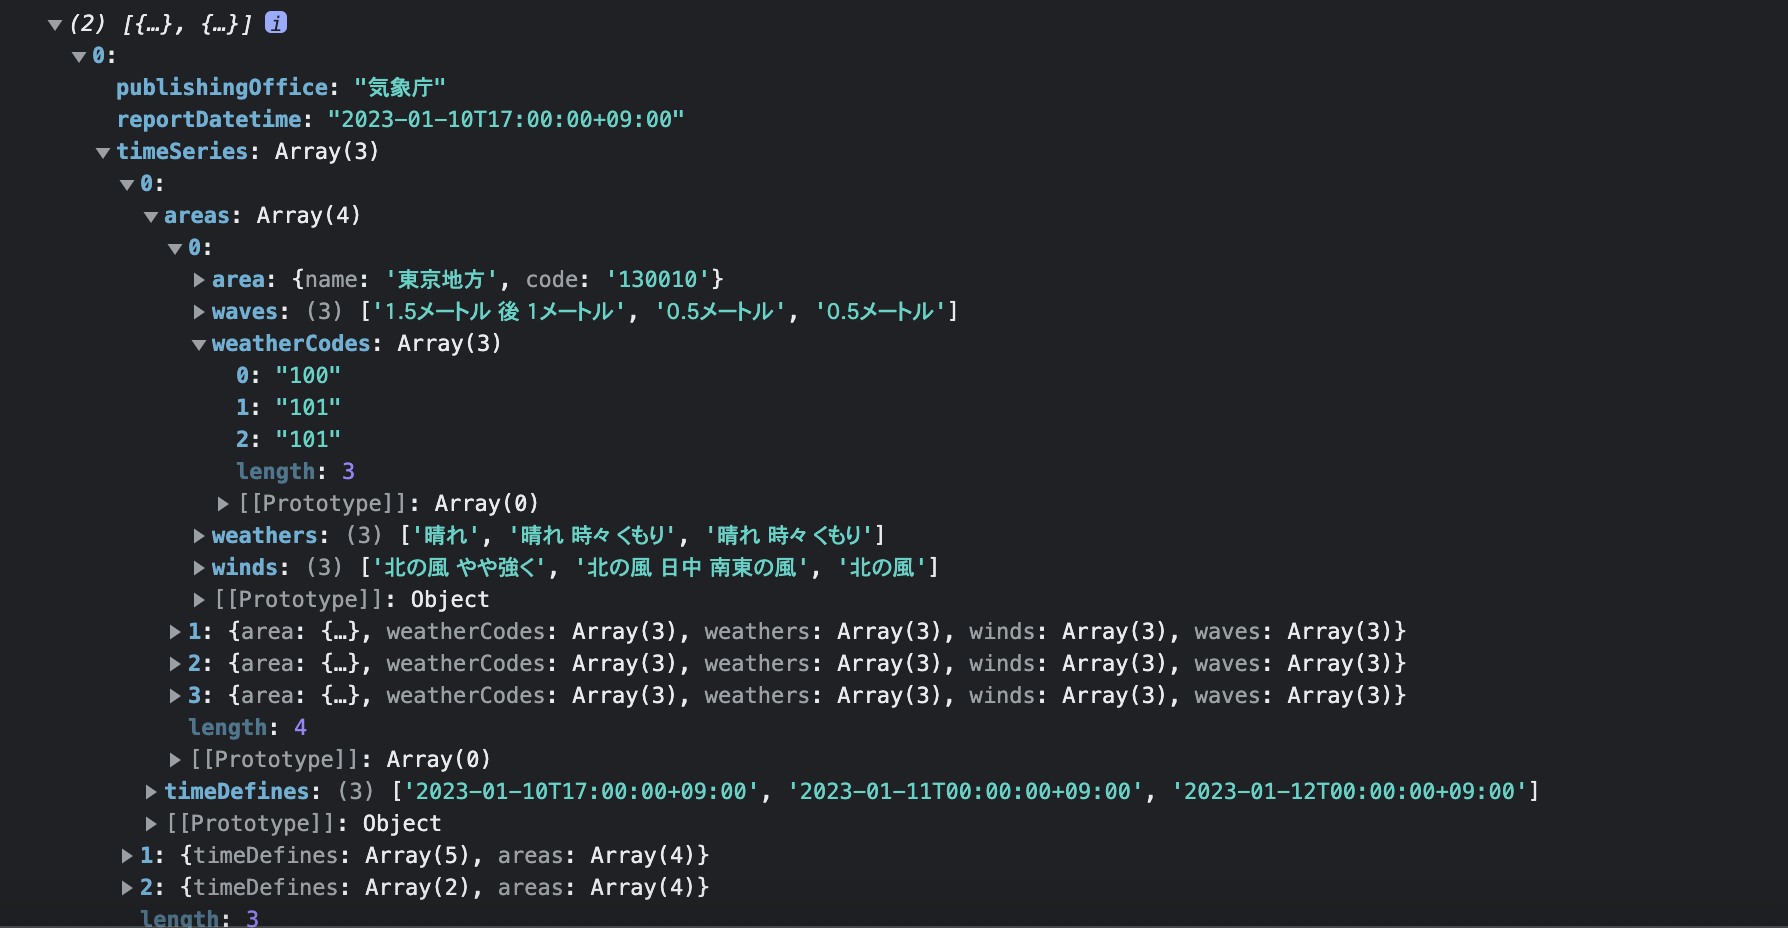 (2) [{…}, {…}] i
0:
publishingOffice: "気象庁"
reportDatetime: "2023-01-10T17:00:00+09:00"
timeSeries: Array(3)
0:
areas: Array(4)
0:
area: {name: '東京地方', code: '130010'}
waves: (3) ['1.5メートル 後 1メートル', '0.5メートル', '0.5メートル']
weatherCodes: Array(3)
0: "100"
1: "101"
2: "101"
length: 3
[[Prototype]]: Array(0)
weathers: (3) ['晴れ', '晴れ 時々 くもり', '晴れ 時々 くもり']
winds: (3) ['北の風 やや強く', '北の風 日中 南東の風', '北の風']
[[Prototype]]: Object
1: {area: {…}, weatherCodes: Array(3), weathers: Array(3), winds: Array(3), waves: Array(3)}
2: {area: {…}, weatherCodes: Array(3), weathers: Array(3), winds: Array(3), waves: Array(3)}
3: {area: {…}, weatherCodes: Array(3), weathers: Array(3), winds: Array(3), waves: Array(3)}
length: 4
[[Prototype]]: Array(0)
timeDefines: (3) ['2023-01-10T17:00:00+09:00', '2023-01-11T00:00:00+09:00', '2023-01-12T00:00:00+09:00']
[[Prototype]]: Object
1: {timeDefines: Array(5), areas: Array(4)}
2: {timeDefines: Array(2), areas: Array(4)}
length: 3